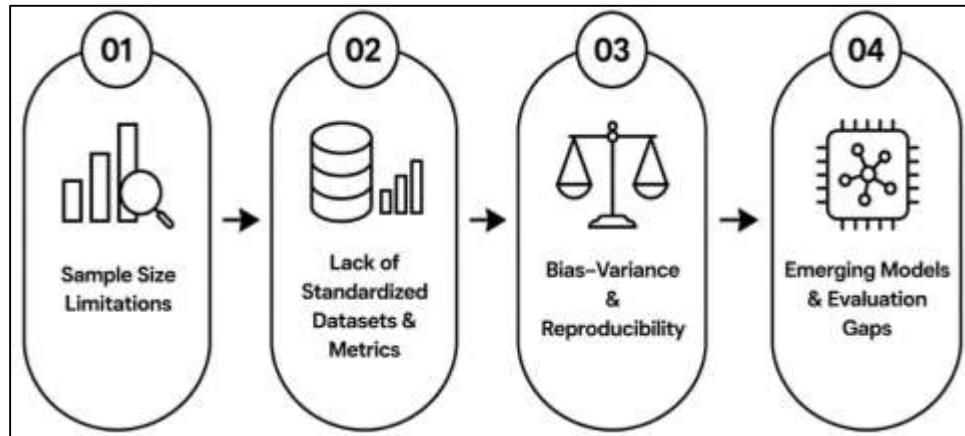 01
Sample Size
Limitations
02
Lack of
Standardized
Datasets &
Metrics
03
Bias–Variance
&
Reproducibility
04
Emerging Models
& Evaluation
Gaps